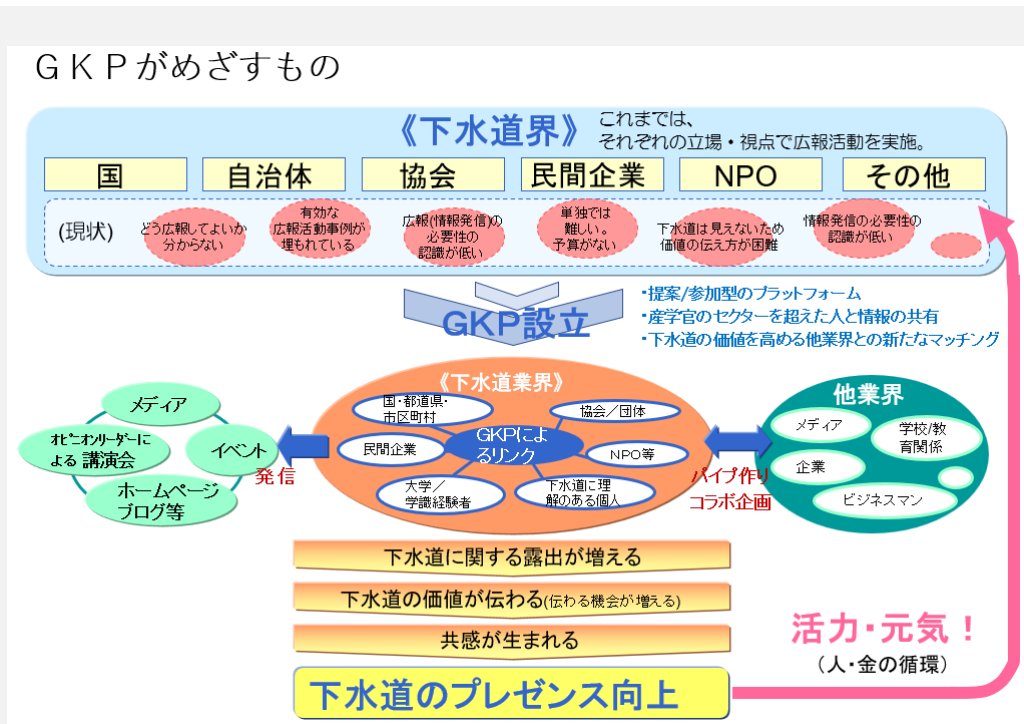 GKPがめざすもの
《下水道界》
これまでは、
それぞれの立場・視点で広報活動を実施。
国
自治体
協会
民間企業
NPO
その他
(現状)
どう広報してよいか
分からない
有効な
広報活動事例が
埋もれている
広報(情報発信)の
必要性の
認識が低い
単独では
難しい。
予算がない
下水道は見えないため
価値の伝え方が困難
情報発信の必要性の
認識が低い
GKP設立
・提案/参加型のプラットフォーム
・産学官のセクターを超えた人と情報の共有
・下水道の価値を高める他業界との新たなマッチング
メディア
オピニオンリーダーに
よる 講演会
イベント
ホームページ
ブログ等
発信
《下水道業界》
国・都道県・
市区町村
協会／団体
民間企業
GKPによ
るリンク
NPO等
大学／
学識経験者
下水道に理
解のある個人
パイプ作り
コラボ企画
他業界
メディア
学校/教
育関係
企業
ビジネスマン
下水道に関する露出が増える
下水道の価値が伝わる(伝わる機会が増える)
共感が生まれる
下水道のプレゼンス向上
活力・元気！
（人・金の循環）